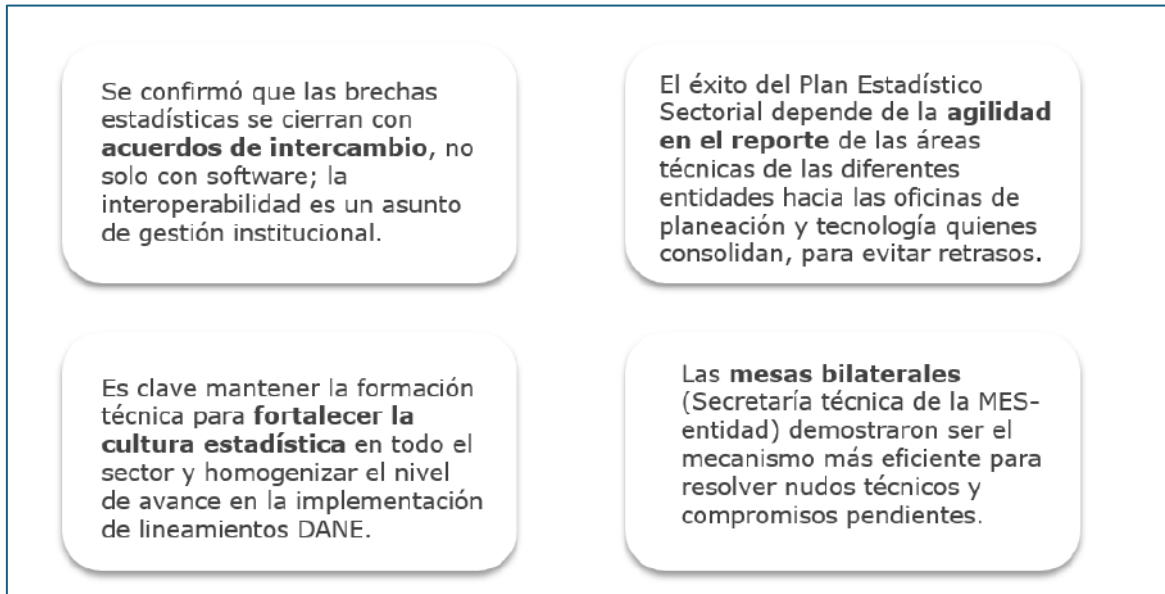 Se confirmó que las brechas
estadísticas se cierran con
acuerdos de intercambio, no
solo con software; la
interoperabilidad es un asunto
de gestión institucional.
El éxito del Plan Estadístico
Sectorial depende de la agilidad
en el reporte de las áreas
técnicas de las diferentes
entidades hacia las oficinas de
planeación y tecnología quienes
consolidan, para evitar retrasos.
Es clave mantener la formación
técnica para fortalecer la
cultura estadística en todo el
sector y homogenizar el nivel
de avance en la implementación
de lineamientos DANE.
Las mesas bilaterales
(Secretaría técnica de la MES-
entidad) demostraron ser el
mecanismo más eficiente para
resolver nudos técnicos y
compromisos pendientes.